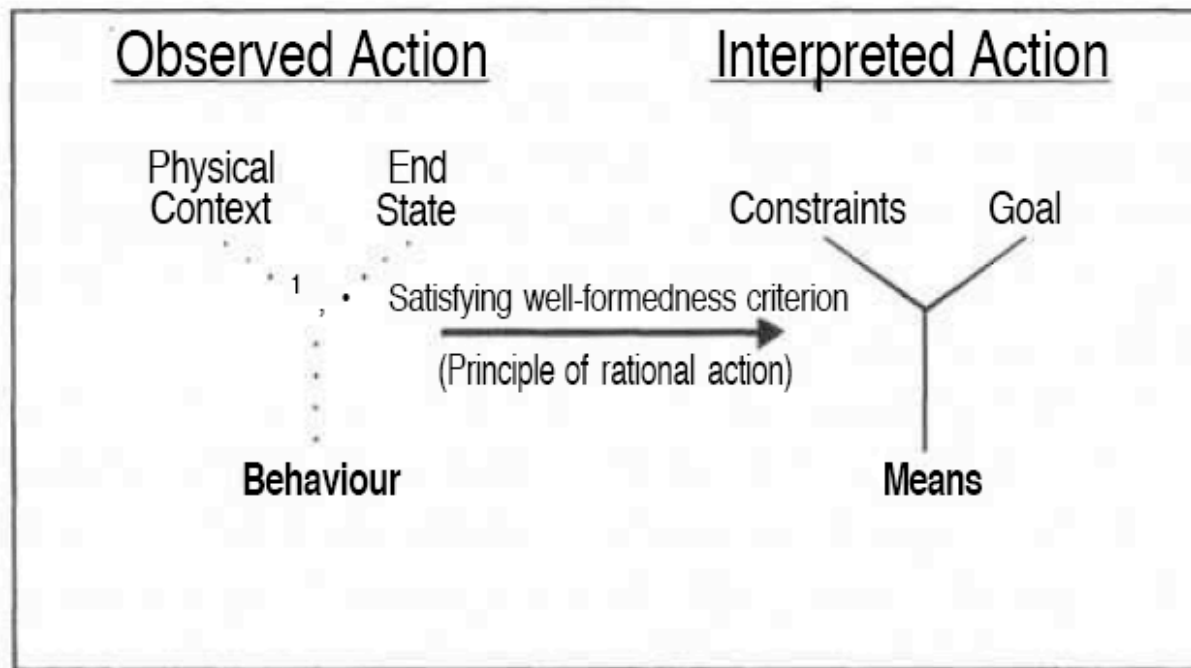 Observed Action
Interpreted Action
Physical
Context
End
State
Constraints
Goal
1
Satisfying well-formedness criterion
(Principle of rational action)
Behaviour
Means